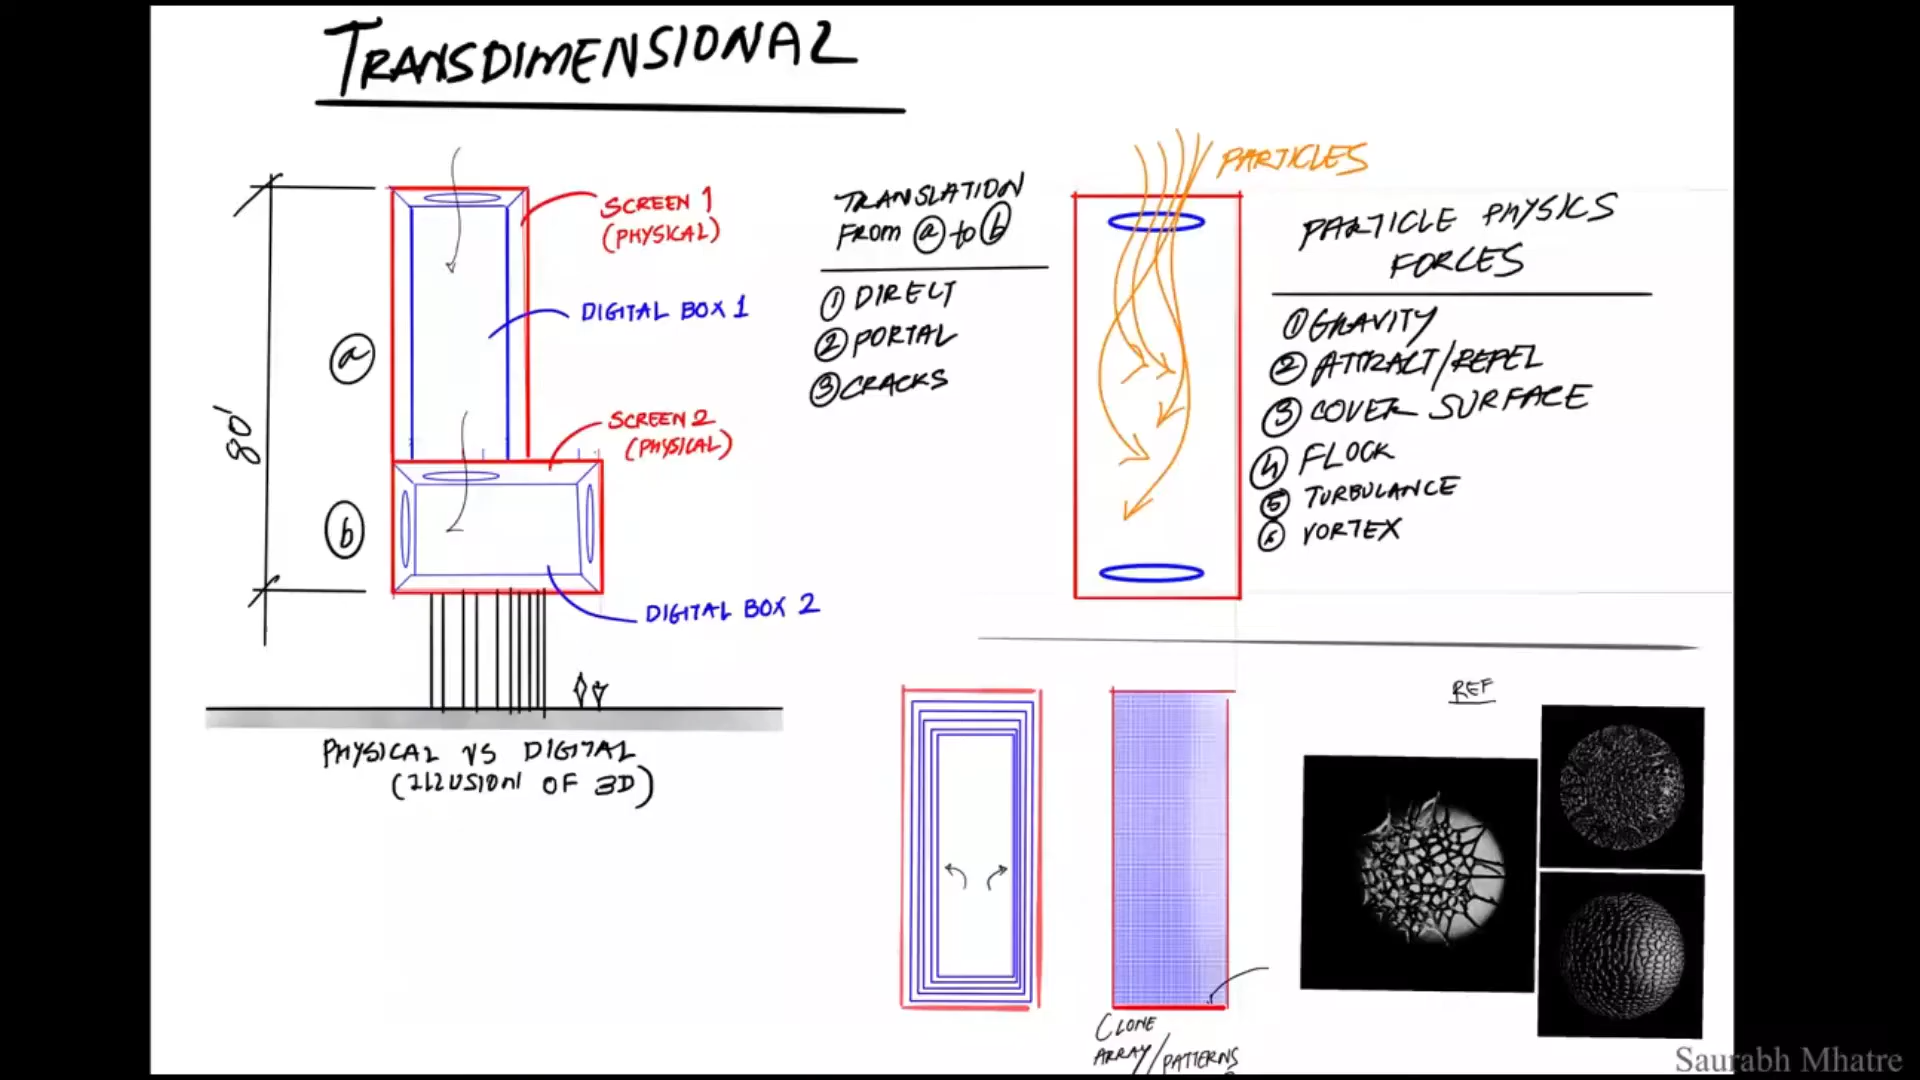 TRANSDIMENSIONAL
SCREEN 1
(PHYSICAL)
DIGITAL BOX 1
a
80'
SCREEN 2
(PHYSICAL)
b
DIGITAL BOX 2
PHYSICAL VS DIGITAL
(ILLUSION OF 3D)
TRANSLATION
FROM a to b
1 DIRECT
2 PORTAL
3 CRACKS
PARTICLES
PARTICLE PHYSICS
FORCES
1 GRAVITY
2 ATTRACT/REPEL
3 COVER SURFACE
4 FLOCK
5 TURBULANCE
6 VORTEX
REF
CLONE
ARRAY/PATTERNS
Saurabh Mhatre